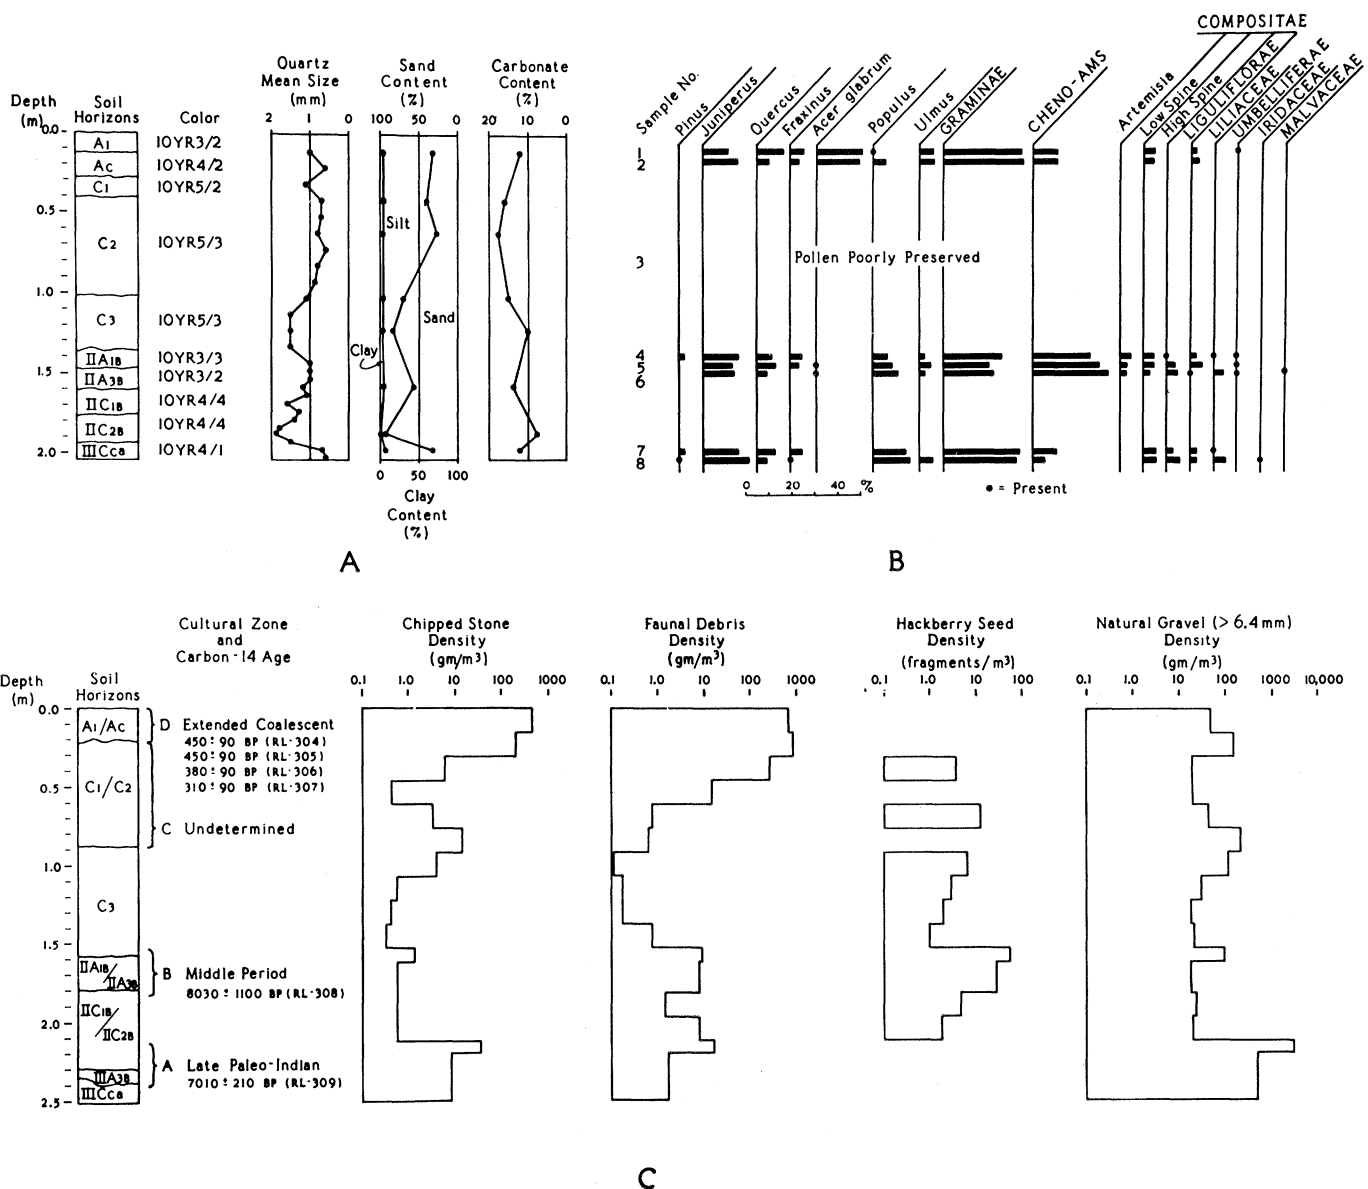 Quartz Mean Size (mm)
Sand Content (%)
Carbonate Content (%)
Depth (m)
Soil Horizons
Color
2 1 0
100 50 0
20 10 0
0.0
A1 10YR3/2
Ac 10YR4/2
C1 10YR5/2
0.5
Silt
C2 10YR5/3
1.0
C3 10YR5/3
Sand
Clay
IIA1B 10YR3/3
1.5
IIA3B 10YR3/2
IIC1B 10YR4/4
IIC2B 10YR4/4
2.0
IIICca 10YR4/1
0 50 100
Clay Content (%)
A
COMPOSITAE
Sample No.
Pinus
Juniperus
Quercus
Fraxinus
Acer glabrum
Populus
Ulmus
GRAMINAE
CHENO-AMS
Artemisia
Low Spine
High Spine
LIGULIFLORAE
LILIACEAE
UMBELLIFERAE
IRIDACEAE
MALVACEAE
1
2
3
Pollen Poorly Preserved
4
5
6
7
8
0 20 40 %
• = Present
B
Cultural Zone
and
Carbon-14 Age
Chipped Stone
Density
(gm/m³)
Faunal Debris
Density
(gm/m³)
Hackberry Seed
Density
(fragments/m³)
Natural Gravel (>6.4mm)
Density
(gm/m³)
Depth
(m)
Soil
Horizons
0.1 1.0 10 100 1000
0.1 1.0 10 100 1000
0.1 1.0 10 100
0.1 1.0 10 100 1000 10,000
0.0
A1/Ac
D Extended Coalescent
450± 90 BP (RL-304)
450± 90 BP (RL-305)
380± 90 BP (RL-306)
310± 90 BP (RL-307)
0.5
C1/C2
C Undetermined
1.0
C3
1.5
IIA1B/IIA3B
B Middle Period
8030± 1100 BP (RL-308)
IIC1B/IIC2B
2.0
A Late Paleo-Indian
7010± 210 BP (RL-309)
IIIA3B
IIICca
2.5
C